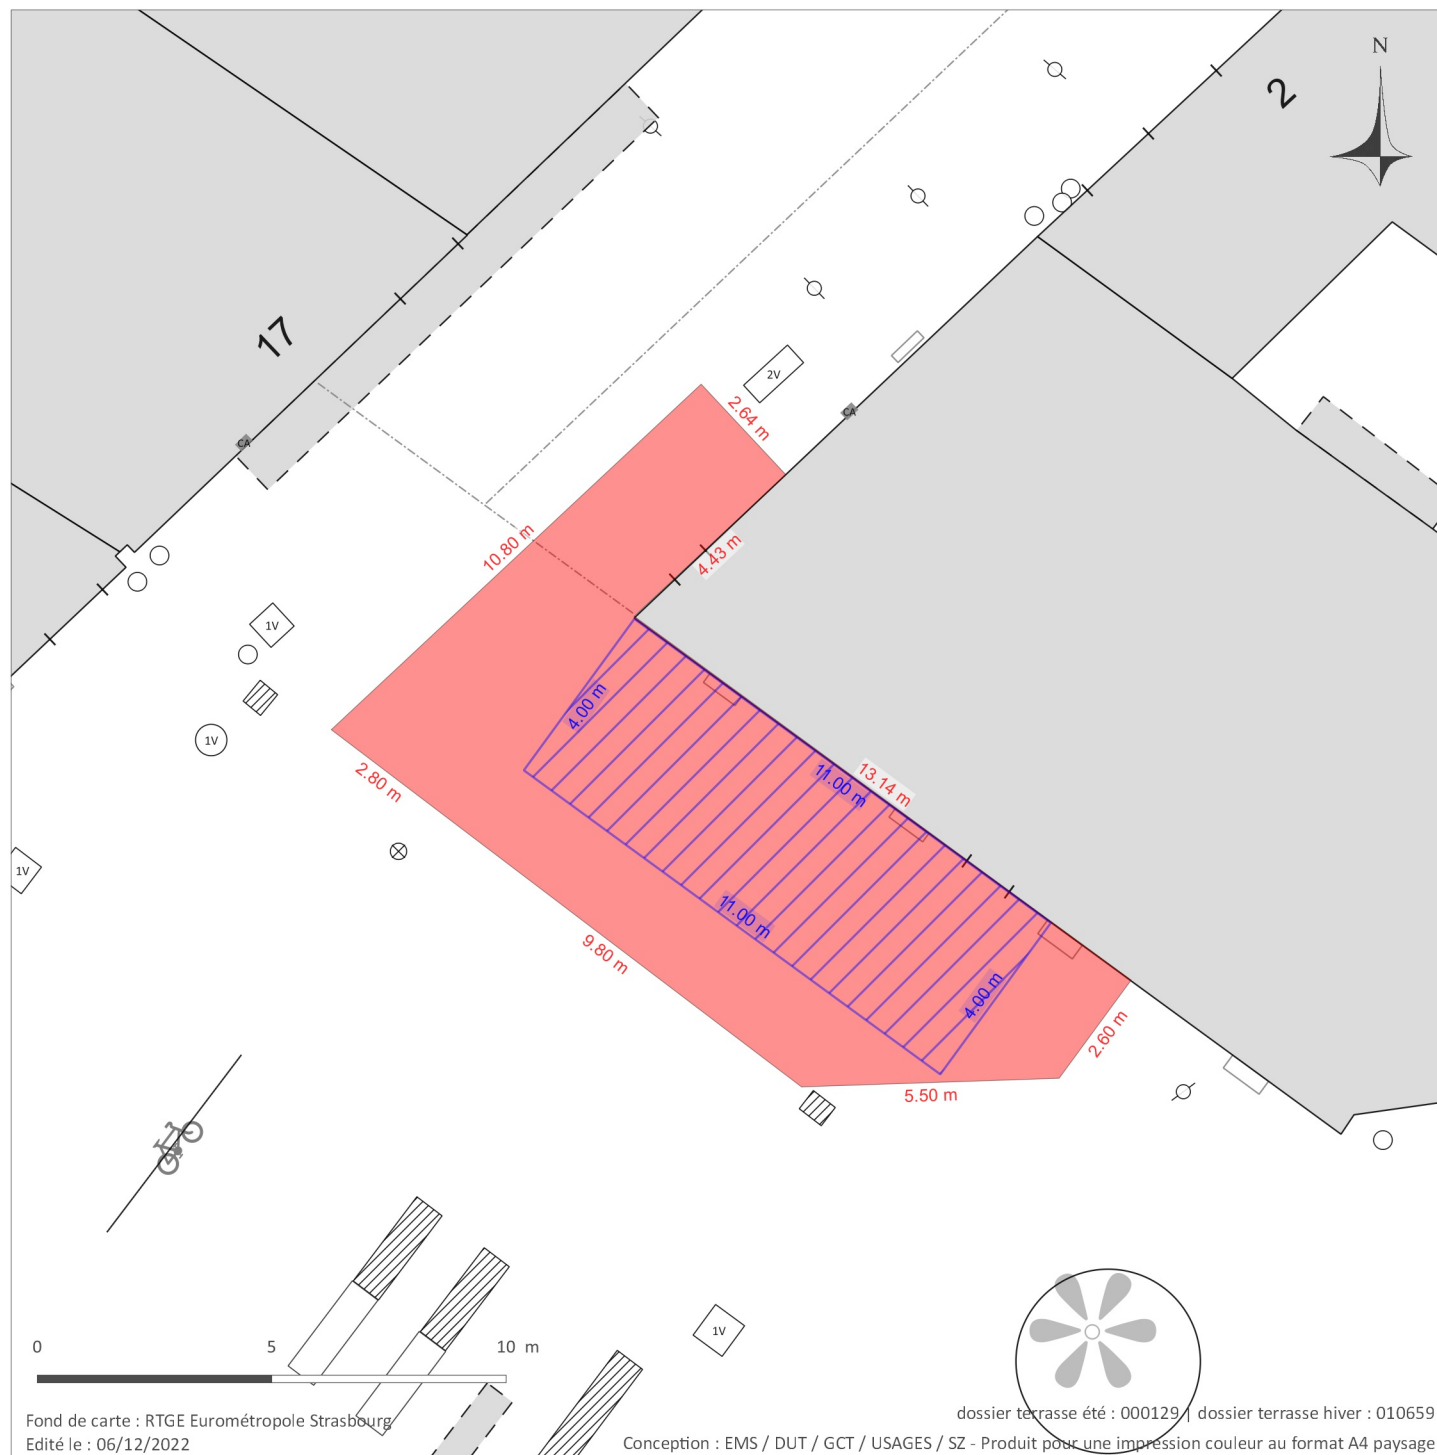 N
2
17
2V
CA
CA
2.64 m
10.80 m
4.43 m
1V
4.00 m
1V
2.80 m
11.00 m
13.14 m
1V
11.00 m
9.80 m
4.00 m
2.60 m
5.50 m
1V
0 5 10 m
Fond de carte : RTGE Eurométropole Strasbourg
Edité le : 06/12/2022
dossier terrasse été : 000129 | dossier terrasse hiver : 010659
Conception : EMS / DUT / GCT / USAGES / SZ - Produit pour une impression couleur au format A4 paysage